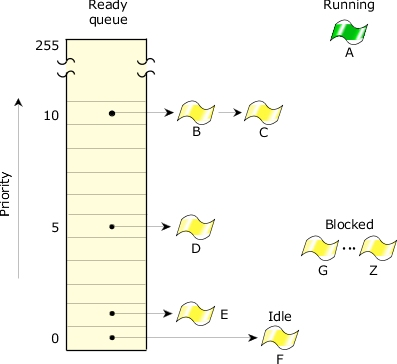 Ready
queue
Running
255
A
10
B
C
Priority
5
D
Blocked
G
Z
E
Idle
0
F